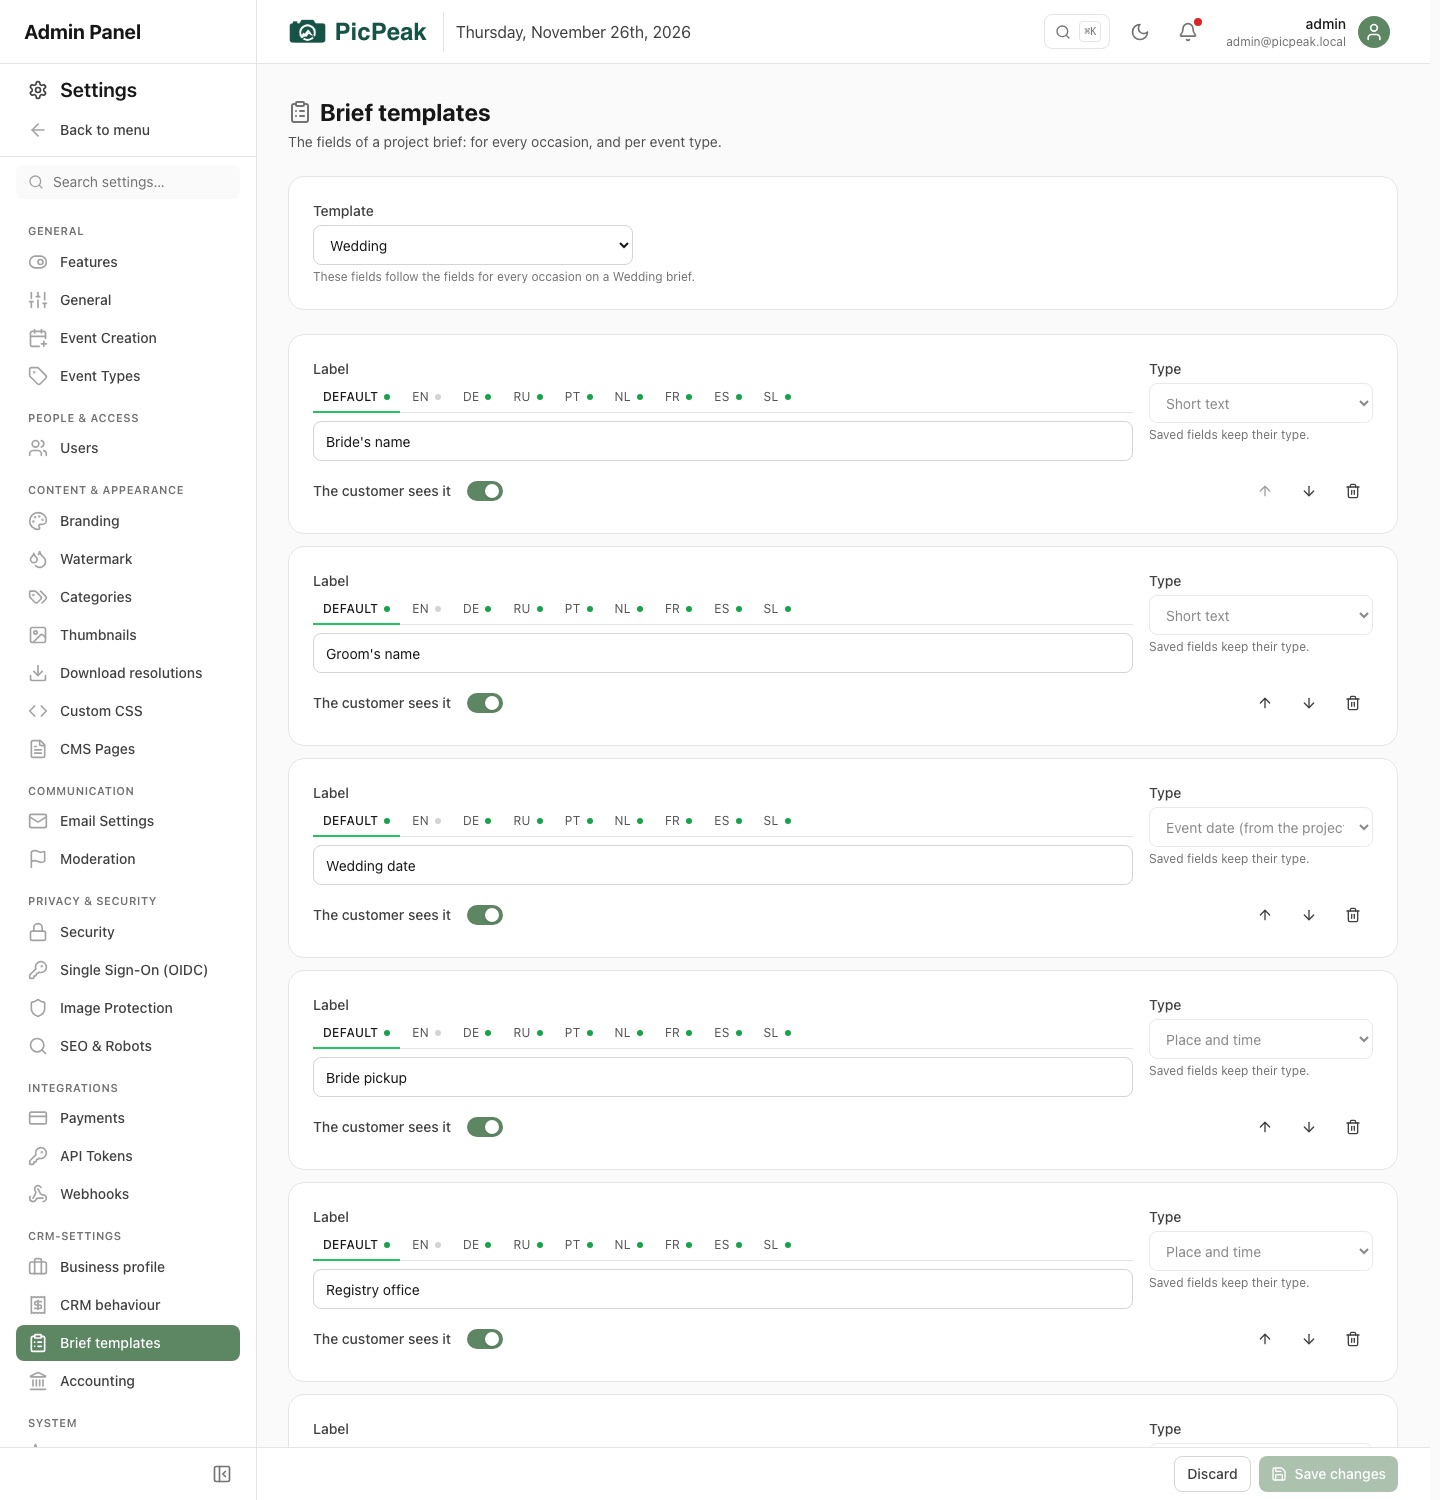 Admin Panel
PicPeak
Thursday, November 26th, 2026
⌘K
admin
admin@picpeak.local
Settings
Back to menu
Search settings...
GENERAL
Features
General
Event Creation
Event Types
PEOPLE & ACCESS
Users
CONTENT & APPEARANCE
Branding
Watermark
Categories
Thumbnails
Download resolutions
Custom CSS
CMS Pages
COMMUNICATION
Email Settings
Moderation
PRIVACY & SECURITY
Security
Single Sign-On (OIDC)
Image Protection
SEO & Robots
INTEGRATIONS
Payments
API Tokens
Webhooks
CRM-SETTINGS
Business profile
CRM behaviour
Brief templates
Accounting
SYSTEM
Brief templates
The fields of a project brief: for every occasion, and per event type.
Template
Wedding
These fields follow the fields for every occasion on a Wedding brief.
Label
DEFAULT EN DE RU PT NL FR ES SL
Bride's name
The customer sees it
Type
Short text
Saved fields keep their type.
Label
DEFAULT EN DE RU PT NL FR ES SL
Groom's name
The customer sees it
Type
Short text
Saved fields keep their type.
Label
DEFAULT EN DE RU PT NL FR ES SL
Wedding date
The customer sees it
Type
Event date (from the project
Saved fields keep their type.
Label
DEFAULT EN DE RU PT NL FR ES SL
Bride pickup
The customer sees it
Type
Place and time
Saved fields keep their type.
Label
DEFAULT EN DE RU PT NL FR ES SL
Registry office
The customer sees it
Type
Place and time
Saved fields keep their type.
Label
Type
Discard
Save changes